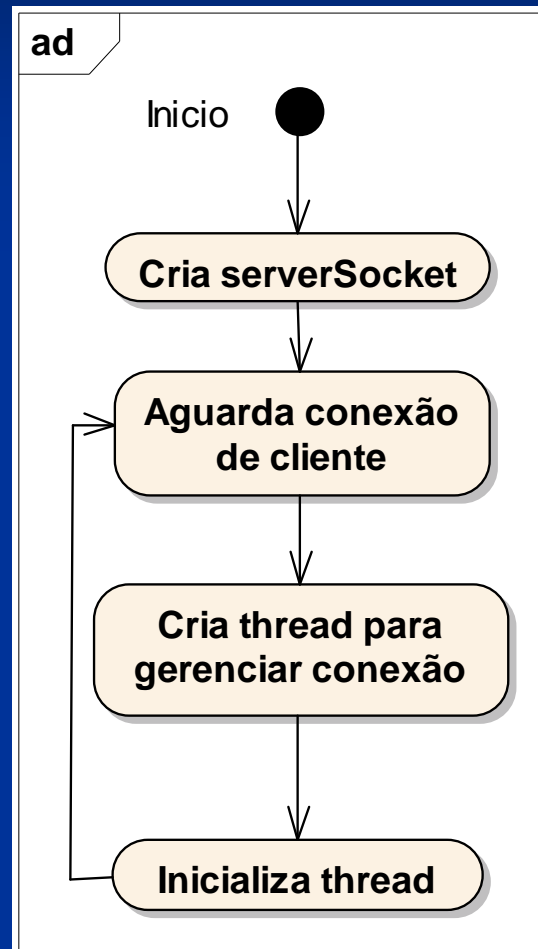 ad
Inicio
Cria serverSocket
Aguarda conexão
de cliente
Cria thread para
gerenciar conexão
Inicializa thread